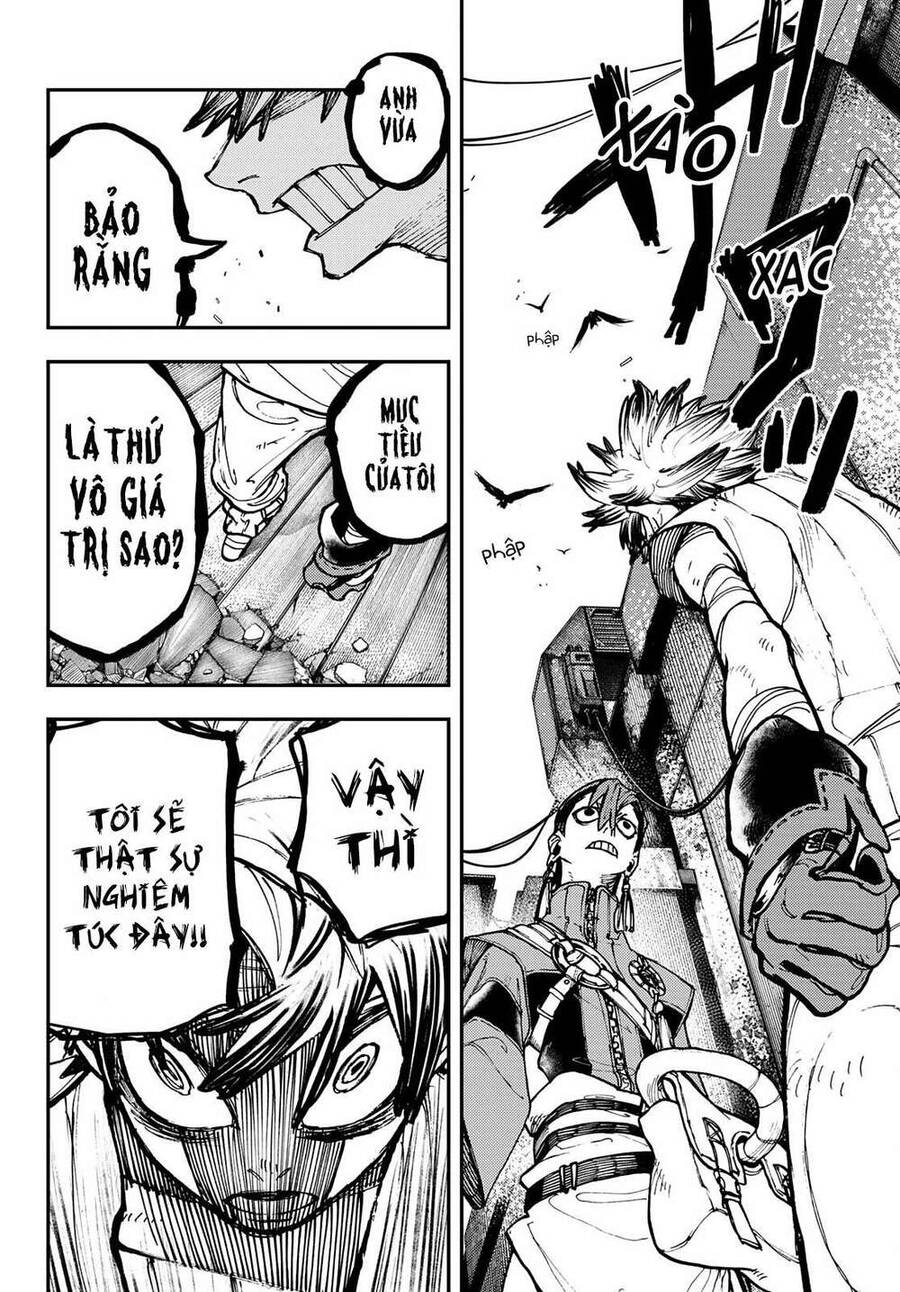 XÀO
XẠC
phập
phập
ANH
VỪA
BẢO
RẰNG
MỤC
TIÊU
CỦA TÔI
LÀ THỨ
VÔ GIÁ
TRỊ SAO?
VẬY
THÌ
TÔI SẼ
THẬT SỰ
NGHIÊM
TÚC ĐÂY!!